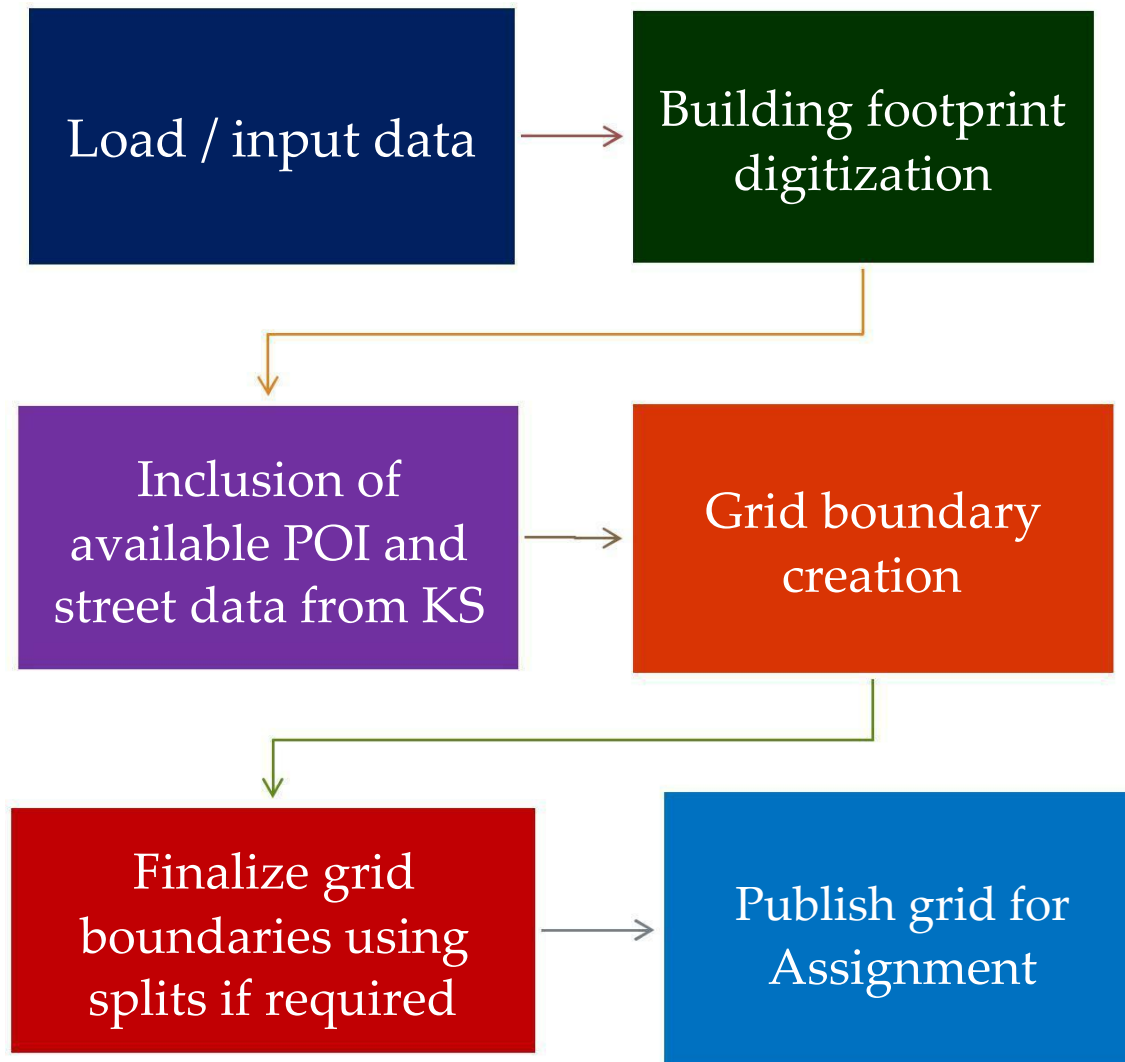 Load / input data
Building footprint
digitization
Inclusion of
available POI and
street data from KS
Grid boundary
creation
Finalize grid
boundaries using
splits if required
Publish grid for
Assignment